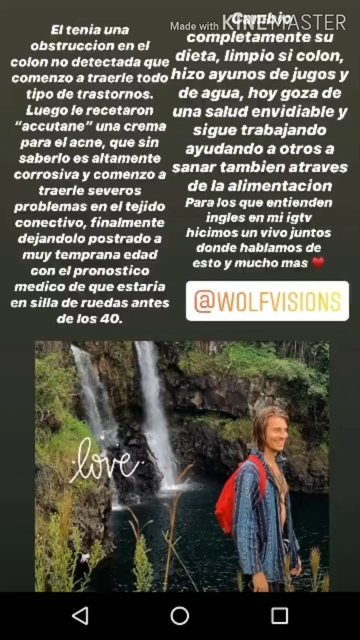 Made with KINEMASTER
El tenia una
obstruccion en el
colon no detectada que
comenzo a traerle todo
tipo de trastornos.
Luego le recetaron
"accutane" una crema
para el acne, que sin
saberlo es altamente
corrosiva y comenzo a
traerle severos
problemas en el tejido
conectivo, finalmente
dejandolo postrado a
muy temprana edad
con el pronostico
medico de que estaria
en silla de ruedas antes
de los 40.
Cambio
completamente su
dieta, limpio si colon,
hizo ayunos de jugos y
de agua, hoy goza de
una salud envidiable y
sigue trabajando
ayudando a otros a
sanar tambien atraves
de la alimentacion
Para los que entienden
ingles en mi igtv
hicimos un vivo juntos
donde hablamos de
esto y mucho mas ❤️
@WOLFVISIONS
love